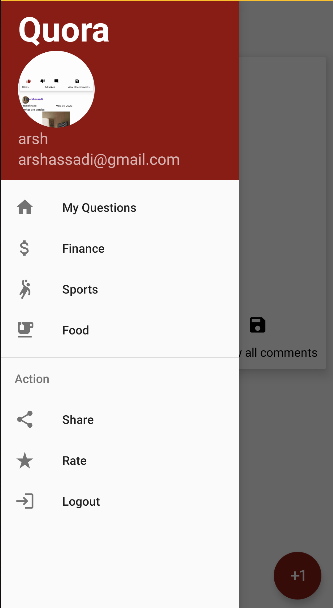 Quora
arsh
arshassadi@gmail.com
My Questions
Finance
Sports
Food
all comments
Action
Share
Rate
Logout
+1